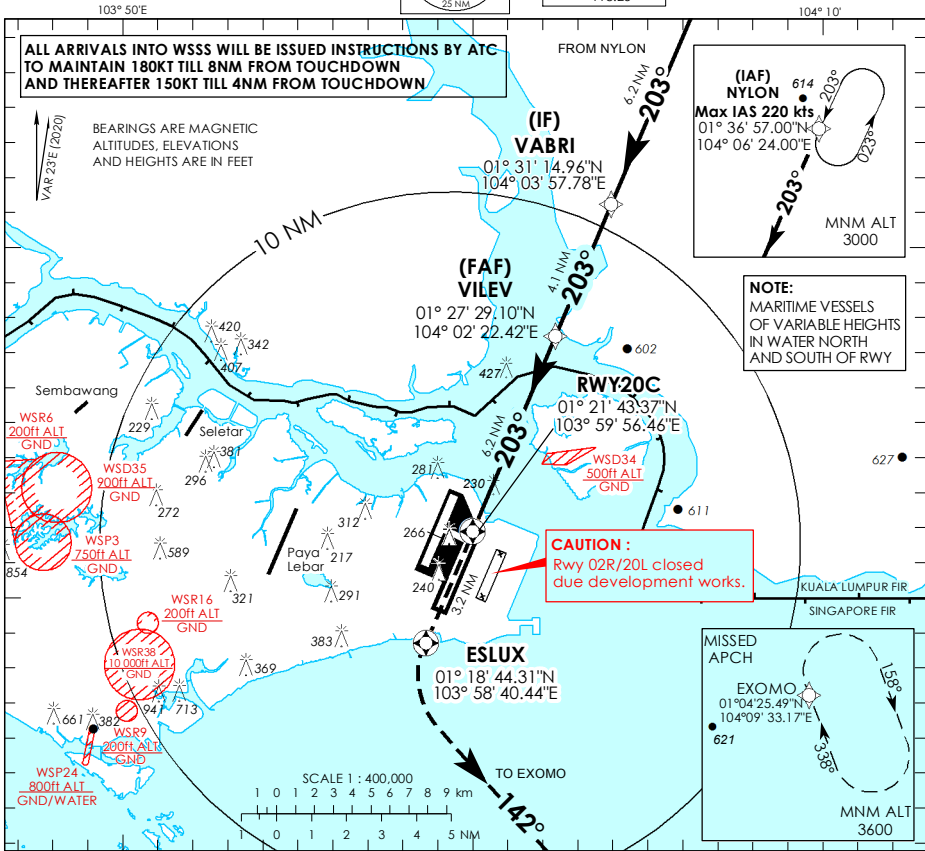 25 NM
103° 50'E
104° 10'
ALL ARRIVALS INTO WSSS WILL BE ISSUED INSTRUCTIONS BY ATC
TO MAINTAIN 180KT TILL 8NM FROM TOUCHDOWN
AND THEREAFTER 150KT TILL 4NM FROM TOUCHDOWN
VAR 23'E (2020)
BEARINGS ARE MAGNETIC
ALTITUDES, ELEVATIONS
AND HEIGHTS ARE IN FEET
FROM NYLON
6.2 NM
203°
(IF)
VABRI
01° 31' 14.96"N
104° 03' 57.78"E
(IAF)
NYLON
Max IAS 220 kts
01° 36' 57.00"N
104° 06' 24.00"E
614
203°
023°
203°
MNM ALT
3000
10 NM
4.1 NM
203°
(FAF)
VILEV
01° 27' 29.10"N
104° 02' 22.42"E
NOTE:
MARITIME VESSELS
OF VARIABLE HEIGHTS
IN WATER NORTH
AND SOUTH OF RWY
420
342
407
427
602
Sembawang
RWY20C
01° 21' 43.37"N
103° 59' 56.46"E
6.2 NM
203°
WSR6
200ft ALT
GND
229
Seletar
381
296
281
230
WSD34
500ft ALT
GND
627
WSD35
900ft ALT
GND
272
312
266
611
WSP3
750ft ALT
GND
854
589
217
Paya
Lebar
240
3.2 NM
CAUTION :
Rwy 02R/20L closed
due development works.
321
291
KUALA LUMPUR FIR
SINGAPORE FIR
WSR16
200ft ALT
GND
383
WSR38
10 000ft ALT
GND
369
ESLUX
01° 18' 44.31"N
103° 58' 40.44"E
MISSED
APCH
EXOMO
01°04'25.49"N
104°09' 33.17"E
158°
338°
621
MNM ALT
3600
941
713
661
382
WSR9
200ft ALT
GND
WSP24
800ft ALT
GND/WATER
TO EXOMO
142°
SCALE 1 : 400,000
1 0 1 2 3 4 5 6 7 8 9 km
1 0 1 2 3 4 5 NM